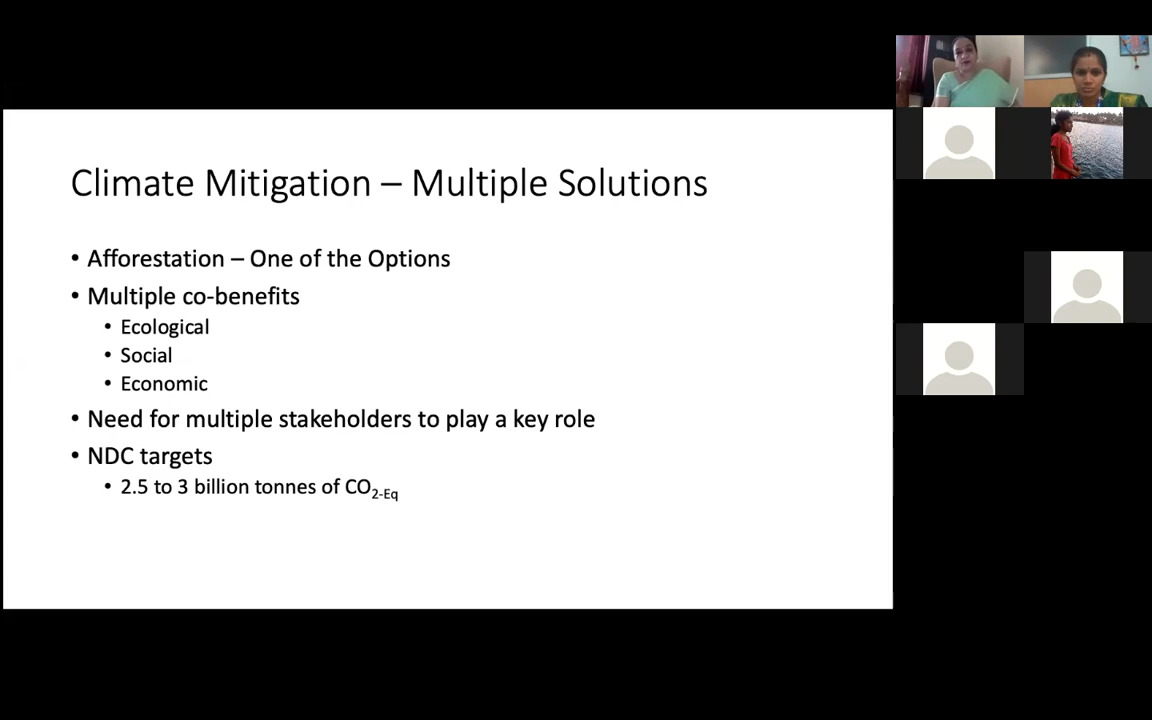 Climate Mitigation – Multiple Solutions
• Afforestation – One of the Options
• Multiple co-benefits
• Ecological
• Social
• Economic
• Need for multiple stakeholders to play a key role
• NDC targets
• 2.5 to 3 billion tonnes of CO2-Eq